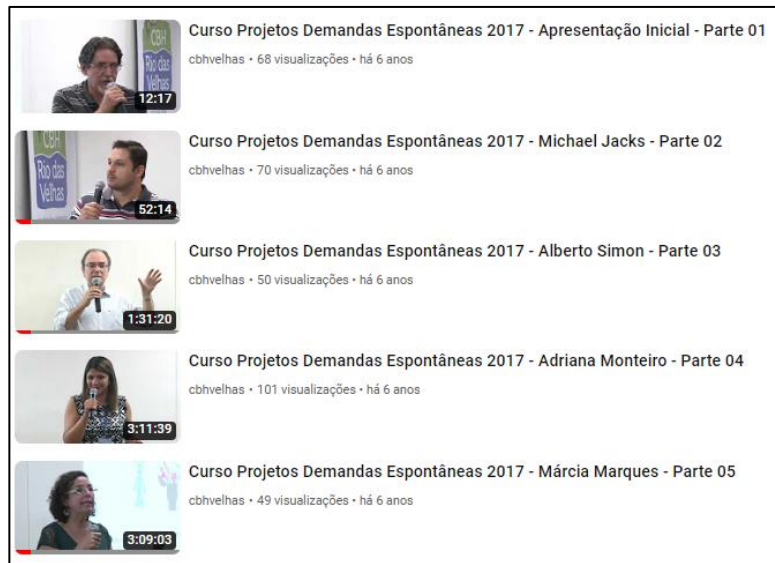 Curso Projetos Demandas Espontâneas 2017 - Apresentação Inicial - Parte 01
cbhvelhas • 68 visualizações • há 6 anos
CBH
RIO DAS
VELHAS
12:17
Curso Projetos Demandas Espontâneas 2017 - Michael Jacks - Parte 02
cbhvelhas • 70 visualizações • há 6 anos
CBH
Rio das
Velhas
52:14
Curso Projetos Demandas Espontâneas 2017 - Alberto Simon - Parte 03
cbhvelhas • 50 visualizações • há 6 anos
1:31:20
Curso Projetos Demandas Espontâneas 2017 - Adriana Monteiro - Parte 04
cbhvelhas • 101 visualizações • há 6 anos
3:11:39
Curso Projetos Demandas Espontâneas 2017 - Márcia Marques - Parte 05
cbhvelhas • 49 visualizações • há 6 anos
3:09:03